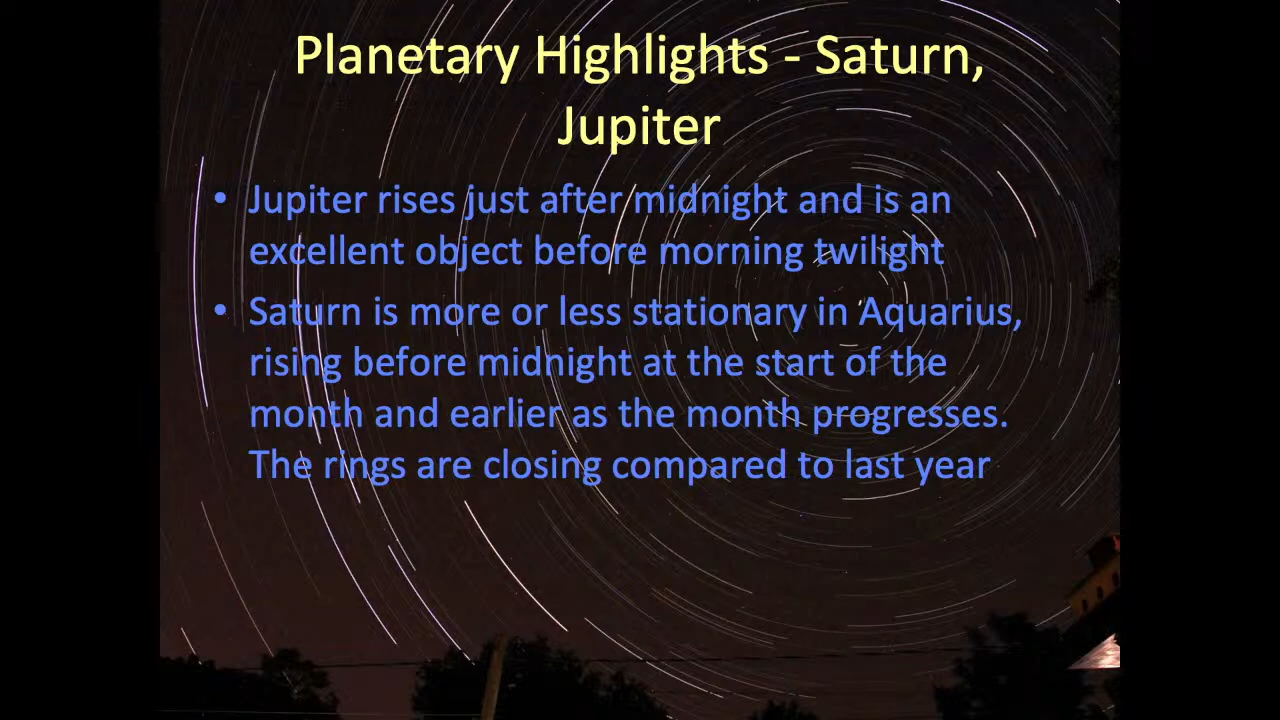 Planetary Highlights - Saturn,
Jupiter
• Jupiter rises just after midnight and is an
excellent object before morning twilight
• Saturn is more or less stationary in Aquarius,
rising before midnight at the start of the
month and earlier as the month progresses.
The rings are closing compared to last year